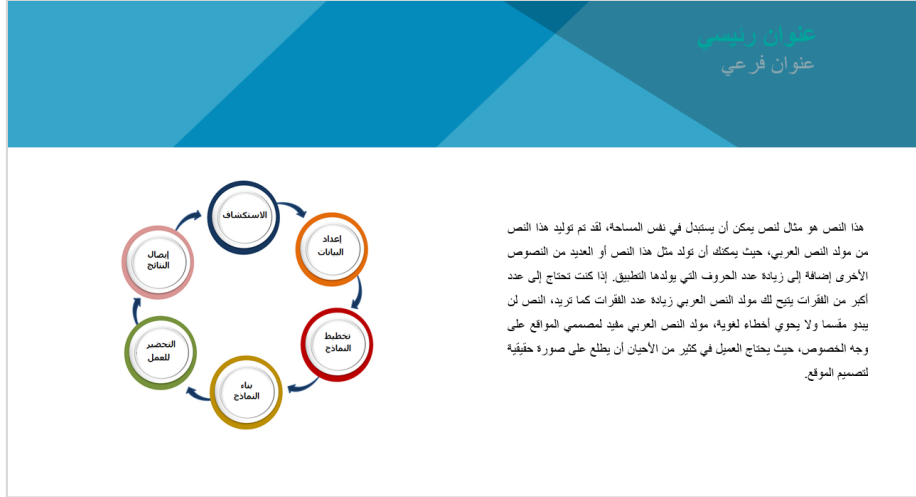 عنوان رئيسي
عنوان فرعي
هذا النص هو مثال لنص يمكن أن يستبدل في نفس المساحة، لقد تم توليد هذا النص
من مولد النص العربي، حيث يمكنك أن تولد مثل هذا النص أو العديد من النصوص
الأخرى إضافة إلى زيادة عدد الحروف التي يولدها التطبيق. إذا كنت تحتاج إلى عدد
أكبر من الفقرات يتيح لك مولد النص العربي زيادة عدد الفقرات كما تريد، النص لن
يبدو مقسما ولا يحوي أخطاء لغوية، مولد النص العربي مفيد لمصممي المواقع على
وجه الخصوص، حيث يحتاج العميل في كثير من الأحيان أن يطلع على صورة حقيقية
لتصميم الموقع.
الاستكشاف
إعداد
البيانات
تخطيط
النماذج
بناء
النماذج
التحضير
للعمل
إيصال
النتائج